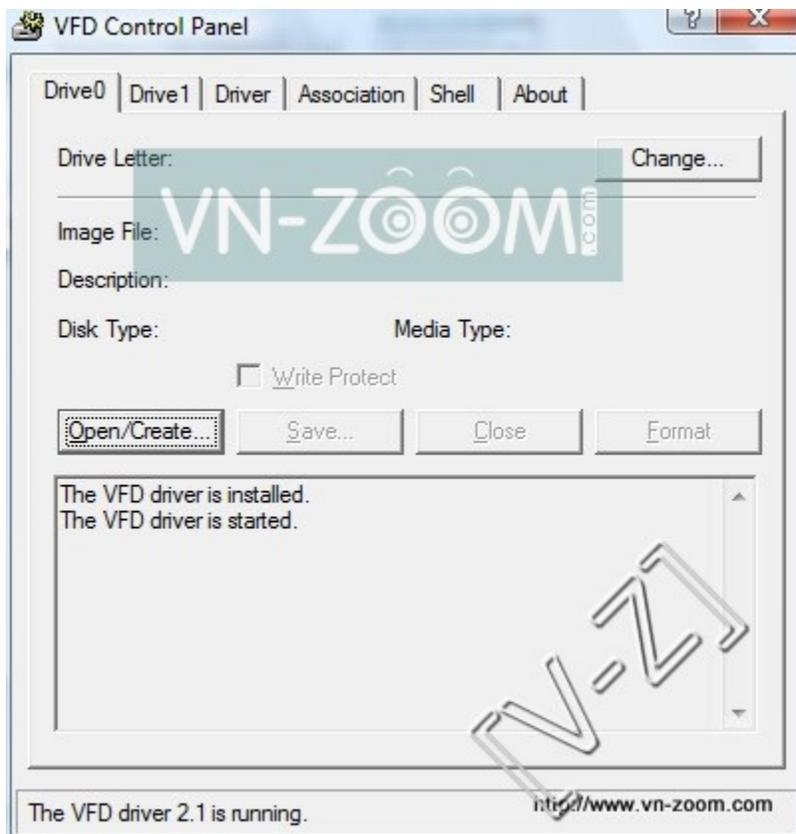 VFD Control Panel
Drive0 Drive1 Driver Association Shell About
Drive Letter: Change...
VN-ZOOM.com
Image File:
Description:
Disk Type: Media Type:
Write Protect
Open/Create... Save... Close Format
The VFD driver is installed.
The VFD driver is started.
[V-Z]
The VFD driver 2.1 is running. http://www.vn-zoom.com